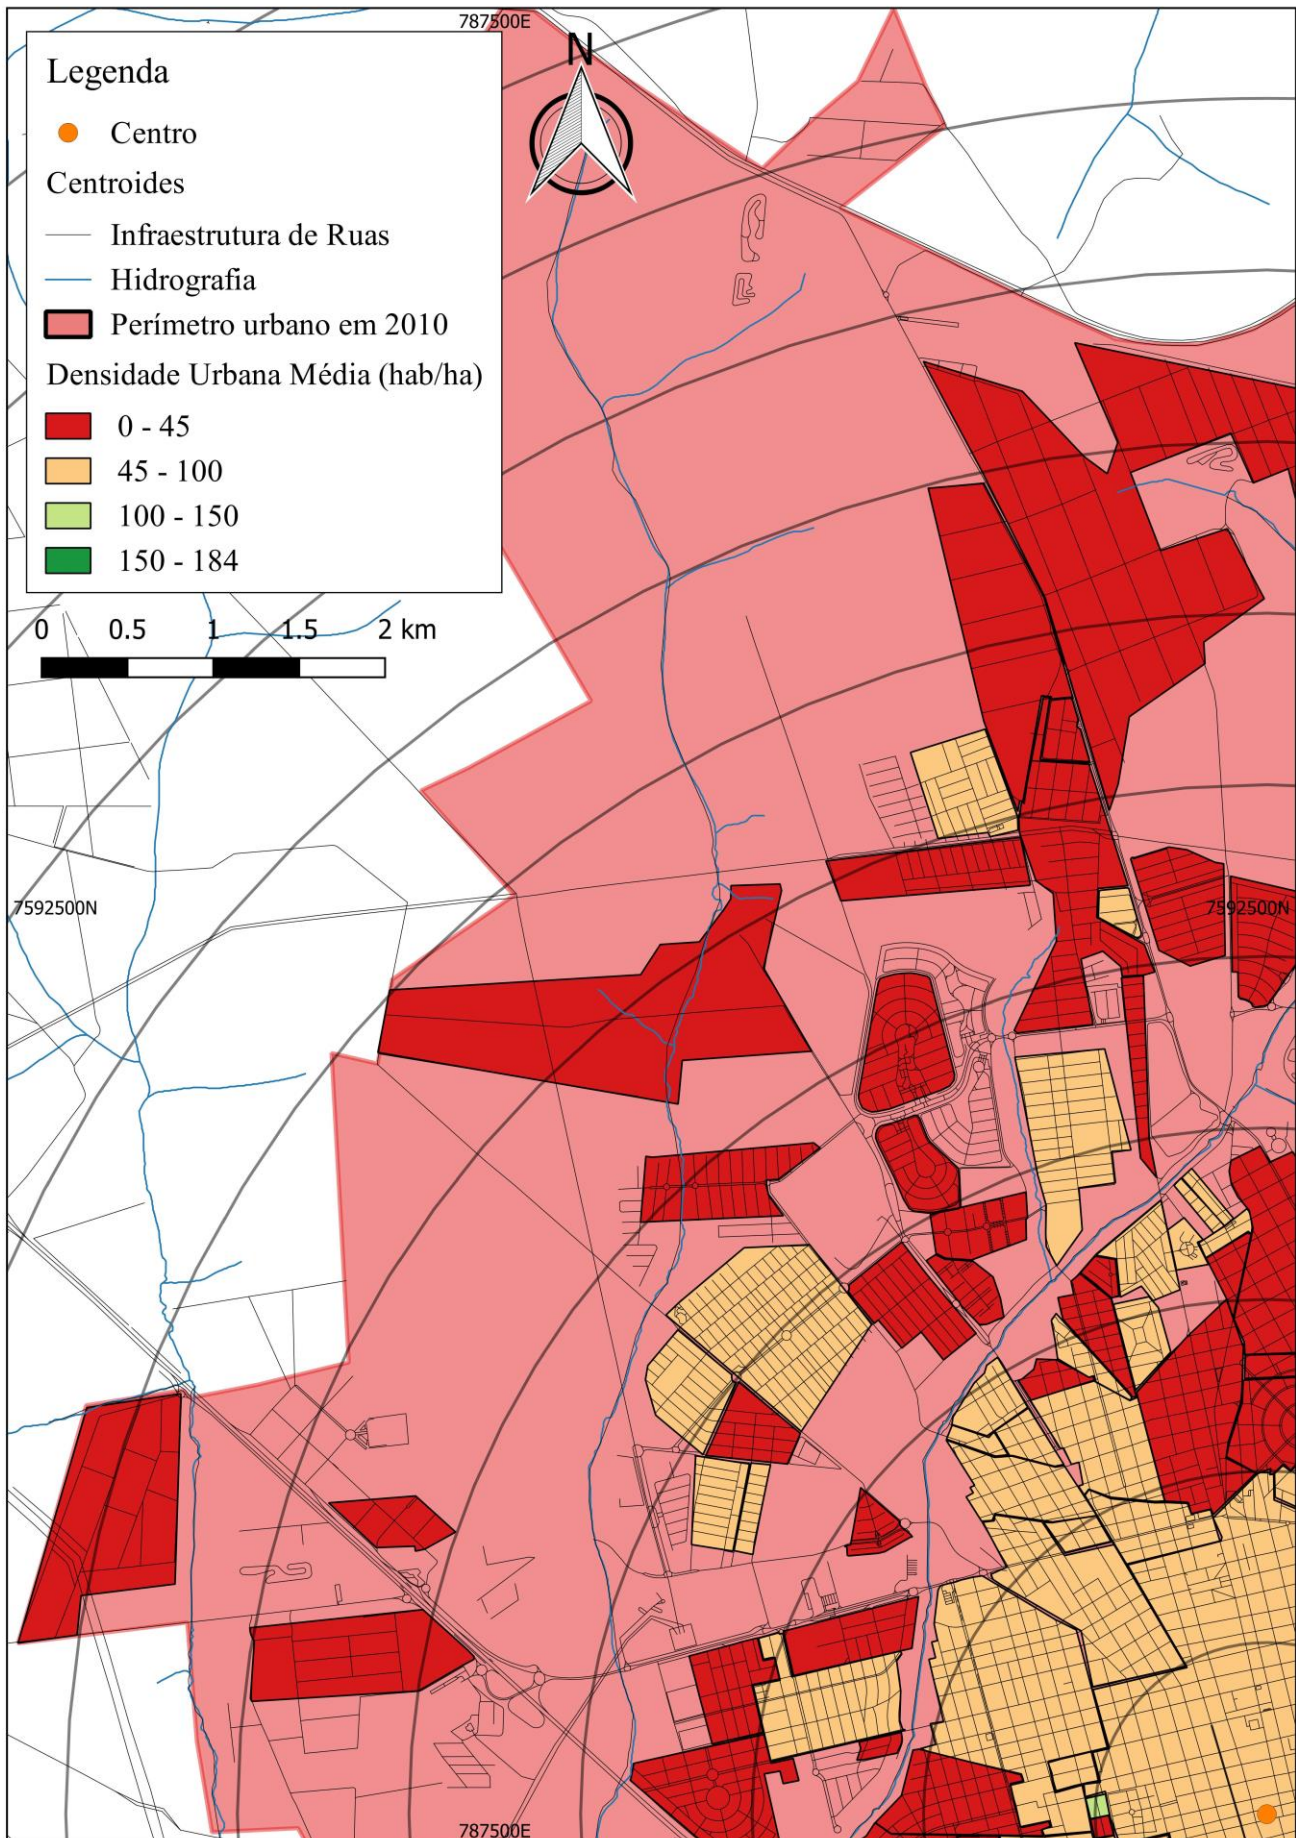 787500E
N
Legenda
Centro
Centroides
Infraestrutura de Ruas
Hidrografia
Perímetro urbano em 2010
Densidade Urbana Média (hab/ha)
0 - 45
45 - 100
100 - 150
150 - 184
0 0.5 1 1.5 2 km
7592500N 7592500N
787500E